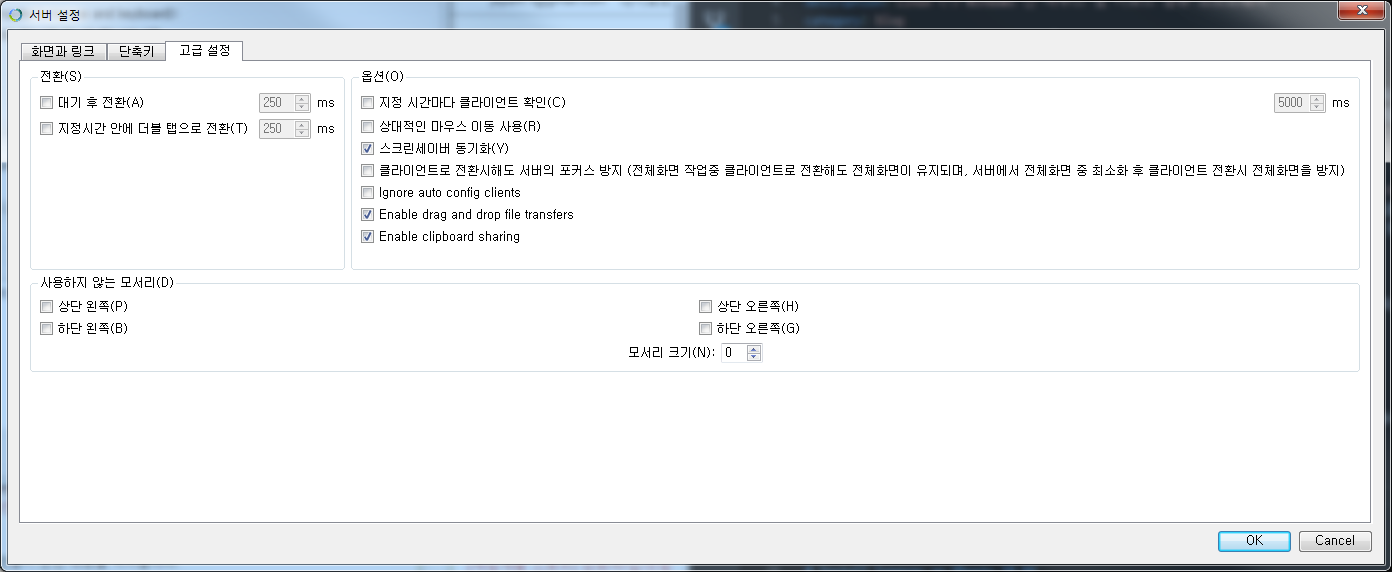 서버 설정
화면과 링크 단축키 고급 설정
전환(S)
대기 후 전환(A) 250 ms
지정시간 안에 더블 탭으로 전환(T) 250 ms
옵션(O)
지정 시간마다 클라이언트 확인(C) 5000 ms
상대적인 마우스 이동 사용(R)
스크린세이버 동기화(Y)
클라이언트로 전환시해도 서버의 포커스 방지 (전체화면 작업중 클라이언트로 전환해도 전체화면이 유지되며, 서버에서 전체화면 중 최소화 후 클라이언트 전환시 전체화면을 방지)
Ignore auto config clients
Enable drag and drop file transfers
Enable clipboard sharing
사용하지 않는 모서리(D)
상단 왼쪽(P) 상단 오른쪽(H)
하단 왼쪽(B) 하단 오른쪽(G)
모서리 크기(N): 0
OK Cancel